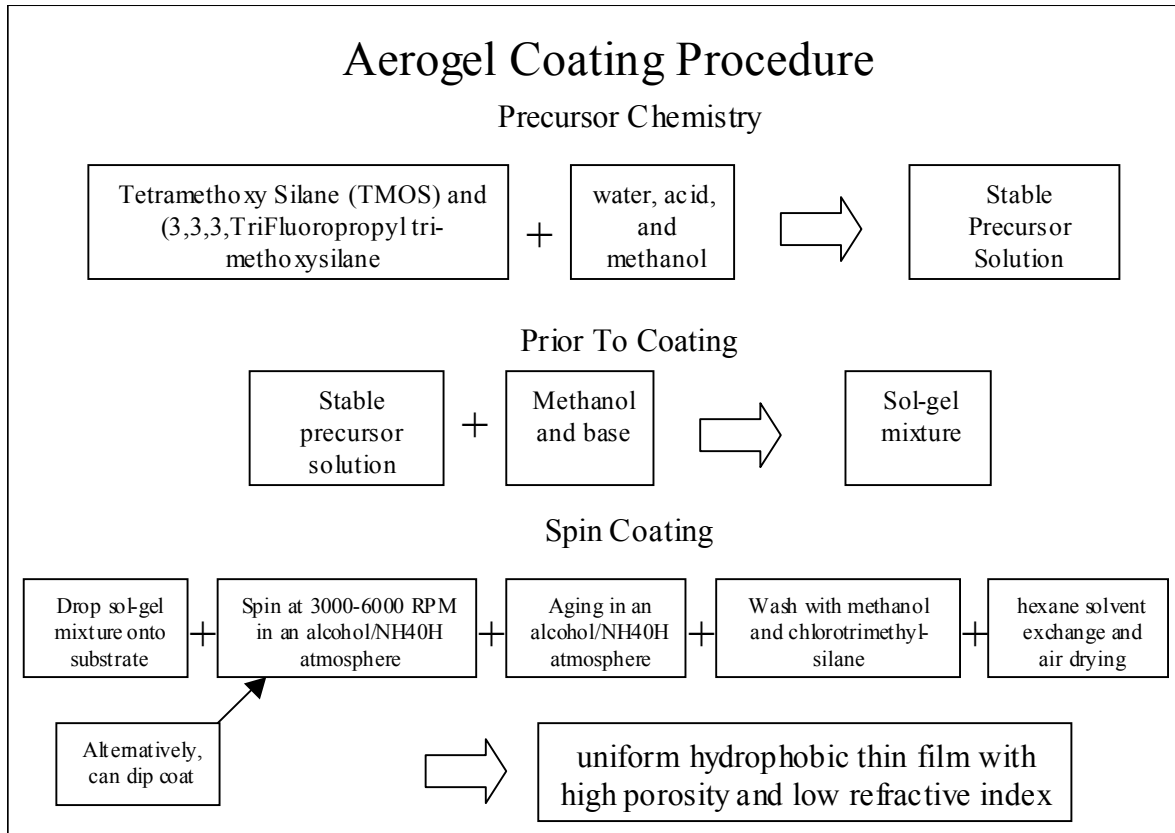 Aerogel Coating Procedure
Precursor Chemistry
Tetramethoxy Silane (TMOS) and
(3,3,3,TriFluoropropyl tri-
methoxysilane
+
water, acid,
and
methanol
Stable
Precursor
Solution
Prior To Coating
Stable
precursor
solution
+
Methanol
and base
Sol-gel
mixture
Spin Coating
Drop sol-gel
mixture onto
substrate
+
Spin at 3000-6000 RPM
in an alcohol/NH40H
atmosphere
+
Aging in an
alcohol/NH40H
atmosphere
+
Wash with methanol
and chlorotrimethyl-
silane
+
hexane solvent
exchange and
air drying
Alternatively,
can dip coat
uniform hydrophobic thin film with
high porosity and low refractive index